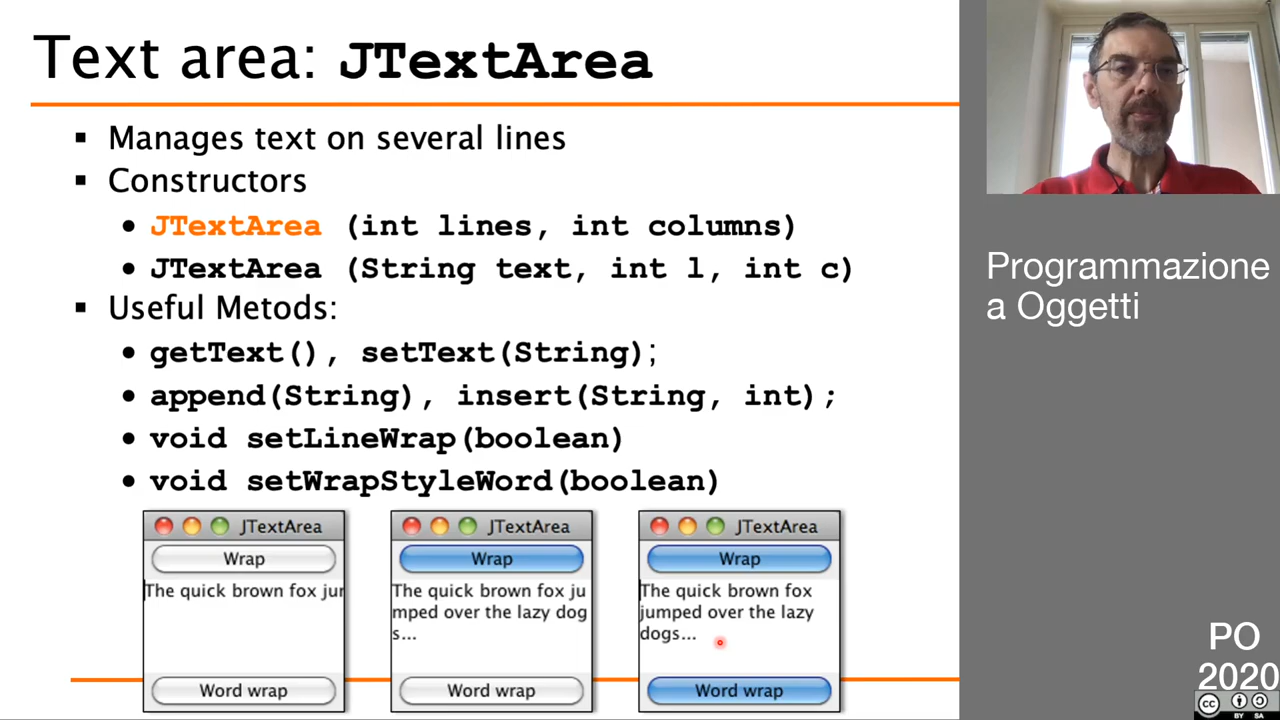 Text area: JTextArea
▪ Manages text on several lines
▪ Constructors
• JTextArea (int lines, int columns)
• JTextArea (String text, int l, int c)
▪ Useful Metods:
• getText(), setText(String);
• append(String), insert(String, int);
• void setLineWrap(boolean)
• void setWrapStyleWord(boolean)
JTextArea
Wrap
The quick brown fox jur
Word wrap
JTextArea
Wrap
The quick brown fox ju
mped over the lazy dog
s...
Word wrap
JTextArea
Wrap
The quick brown fox
jumped over the lazy
dogs...
Word wrap
Programmazione
a Oggetti
PO
2020
cc
BY SA